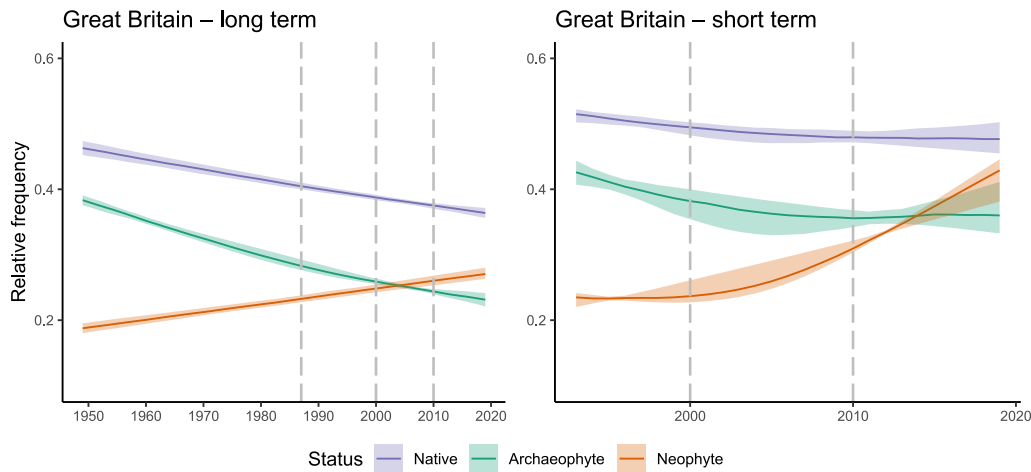 Great Britain – long term
Great Britain – short term
Relative frequency
0.6
0.4
0.2
1950 1960 1970 1980 1990 2000 2010 2020
0.6
0.4
0.2
2000 2010 2020
Status Native Archaeophyte Neophyte